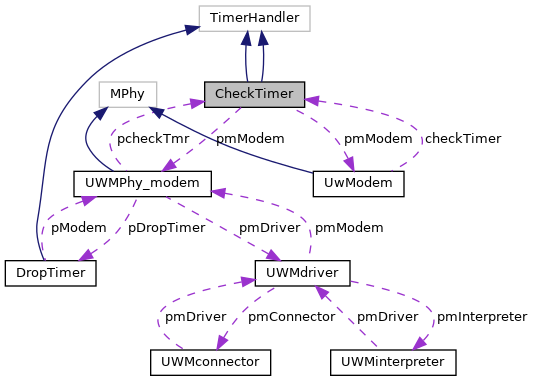 TimerHandler
MPhy
CheckTimer
pcheckTmr
pmModem
pmModem
checkTimer
UWMPhy_modem
UwModem
pModem
pDropTimer
pmDriver
pmModem
DropTimer
UWMdriver
pmDriver
pmConnector
pmDriver
pmInterpreter
UWMconnector
UWMinterpreter